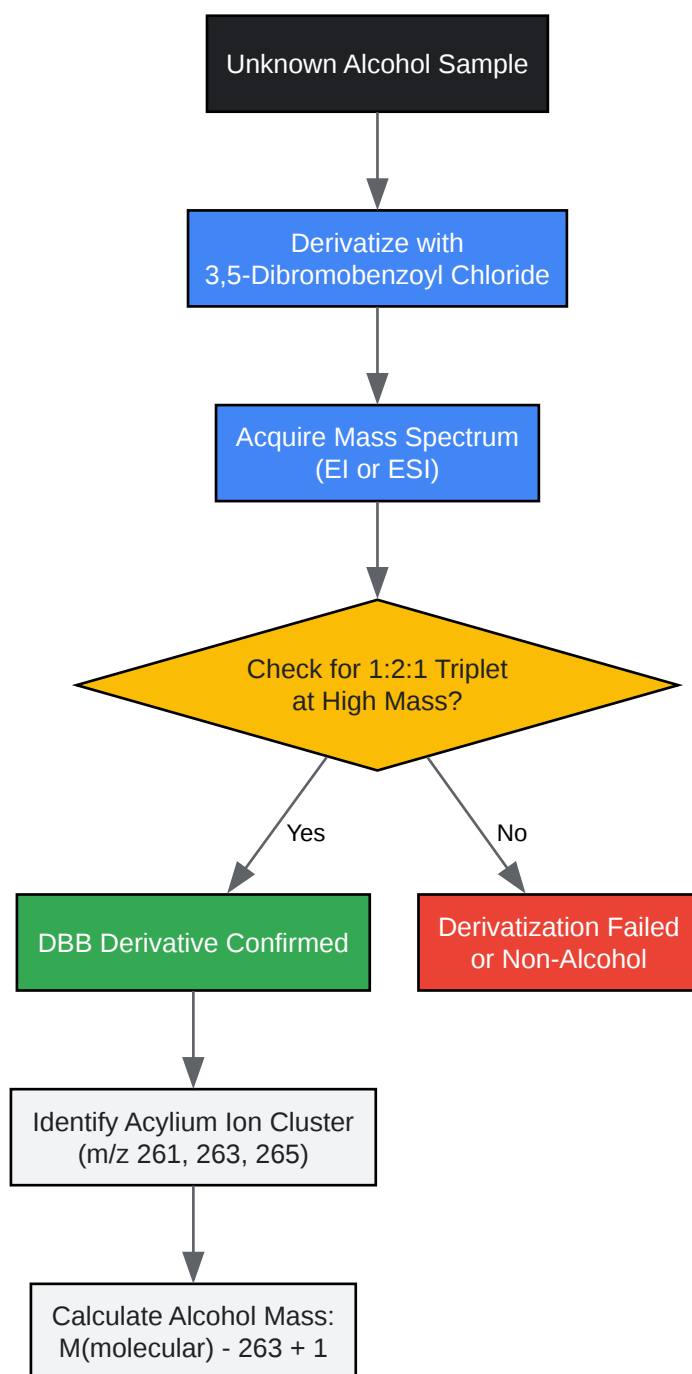 Unknown Alcohol Sample
Derivatize with
3,5-Dibromobenzoyl Chloride
Acquire Mass Spectrum
(EI or ESI)
Check for 1:2:1 Triplet
at High Mass?
Yes
No
DBB Derivative Confirmed
Derivatization Failed
or Non-Alcohol
Identify Acylium Ion Cluster
(m/z 261, 263, 265)
Calculate Alcohol Mass:
M(molecular) - 263 + 1